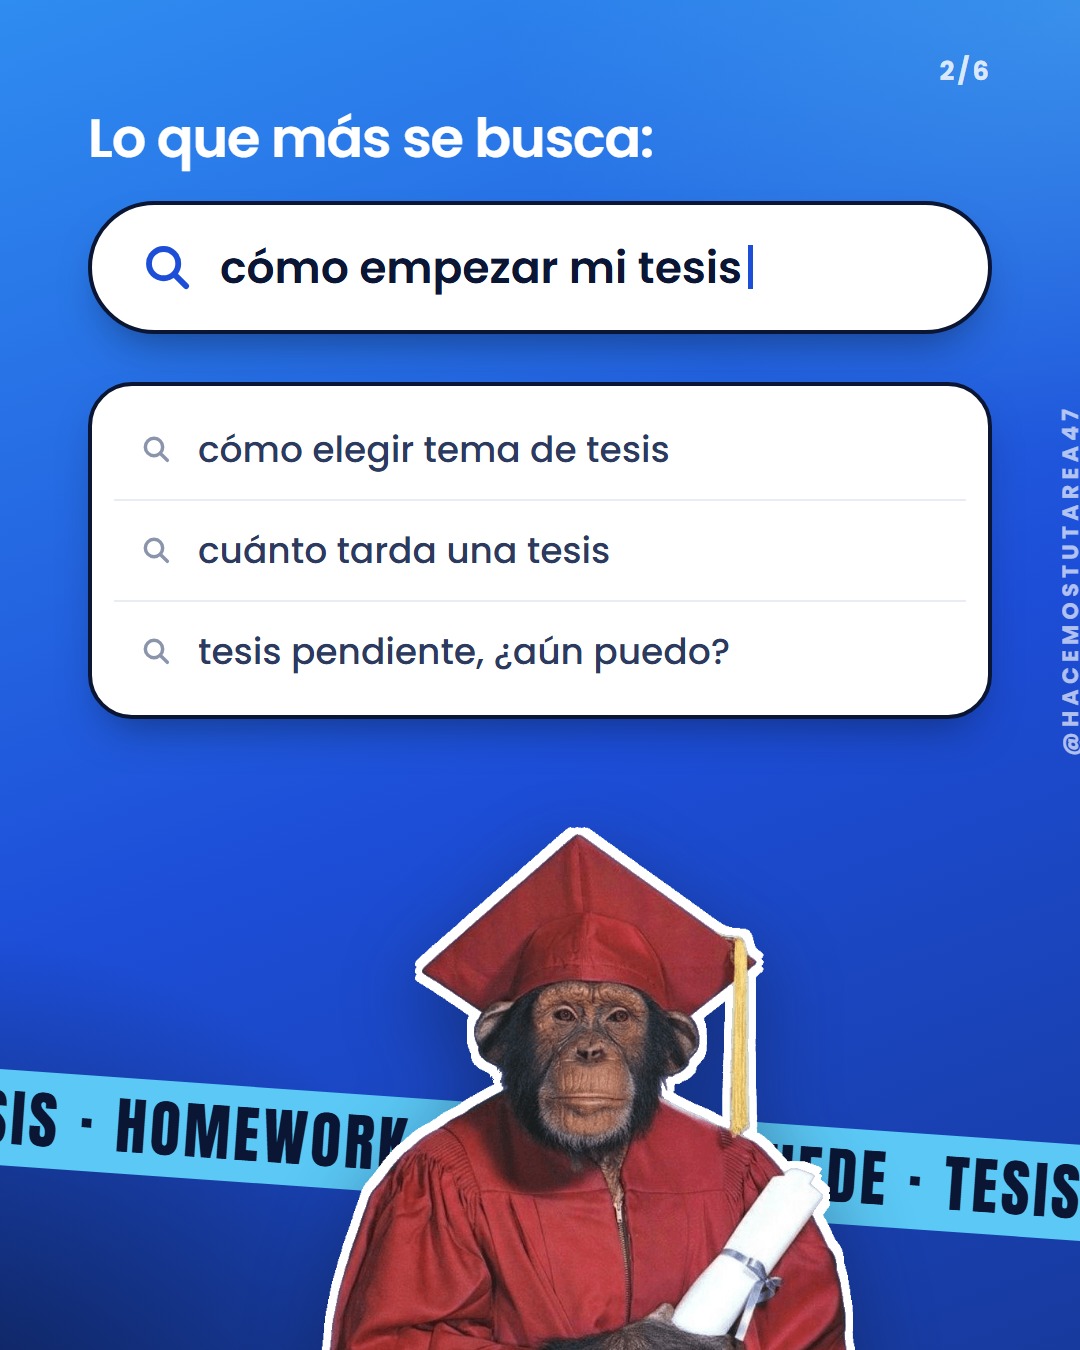 2/6
Lo que más se busca:
cómo empezar mi tesis
cómo elegir tema de tesis
cuánto tarda una tesis
tesis pendiente, ¿aún puedo?
@HACEMOSTUTAREA47
· HOMEWORK
· TESIS